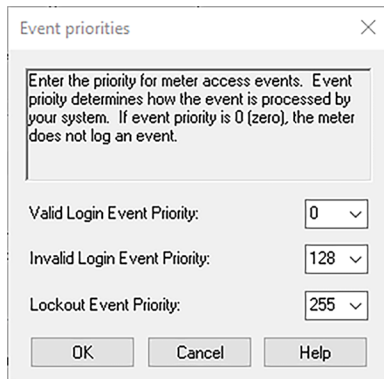 Event priorities
Enter the priority for meter access events. Event
prioity determines how the event is processed by
your system. If event priority is 0 (zero), the meter
does not log an event.
Valid Login Event Priority: 0
Invalid Login Event Priority: 128
Lockout Event Priority: 255
OK Cancel Help